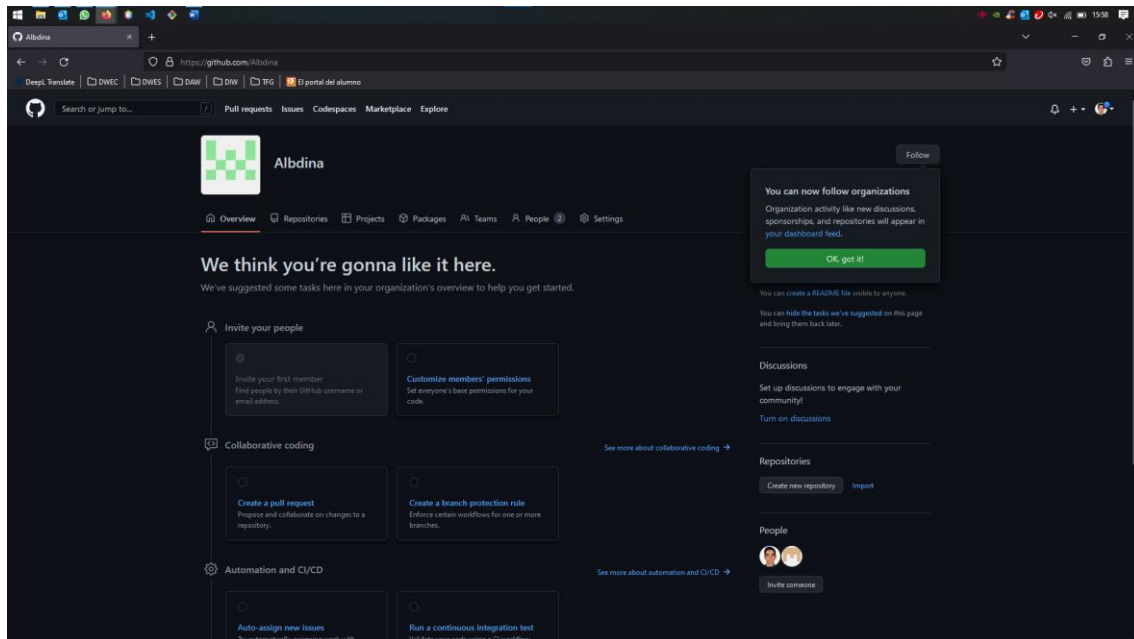 15:58
Albdina
https://github.com/Albdina
DeepL Translate DWEC DWES DAW DIW TFG El portal del alumno
Search or jump to... / Pull requests Issues Codespaces Marketplace Explore
Albdina
Follow
You can now follow organizations
Organization activity like new discussions,
sponsorships, and repositories will appear in
your dashboard feed.
OK, got it!
Overview Repositories Projects Packages Teams People 2 Settings
We think you're gonna like it here.
We've suggested some tasks here in your organization's overview to help you get started.
You can create a README file visible to anyone.
You can hide the tasks we've suggested on this page
and bring them back later.
Invite your people
Invite your first member
Find people by their GitHub username or
email address.
Customize members' permissions
Set everyone's base permissions for your
code.
Discussions
Set up discussions to engage with your
community!
Turn on discussions
Collaborative coding
See more about collaborative coding →
Create a pull request
Propose and collaborate on changes to a
repository.
Create a branch protection rule
Enforce certain workflows for one or more
branches.
Repositories
Create new repository Import
People
Invite someone
Automation and CI/CD
See more about automation and CI/CD →
Auto-assign new issues
Run a continuous integration test